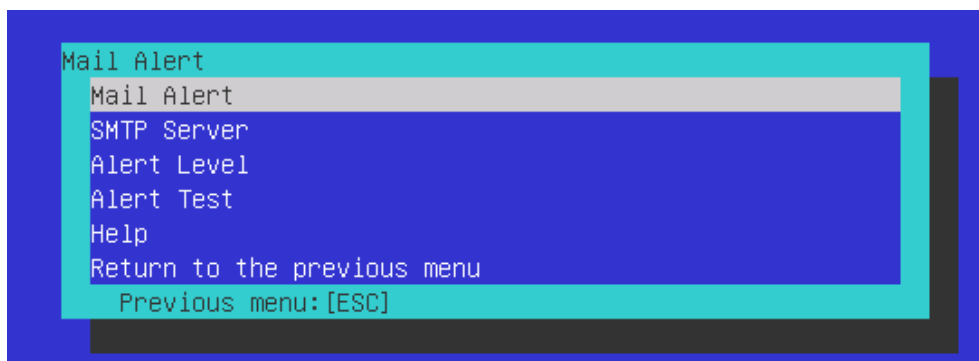 Mail Alert
Mail Alert
SMTP Server
Alert Level
Alert Test
Help
Return to the previous menu
Previous menu:[ESC]